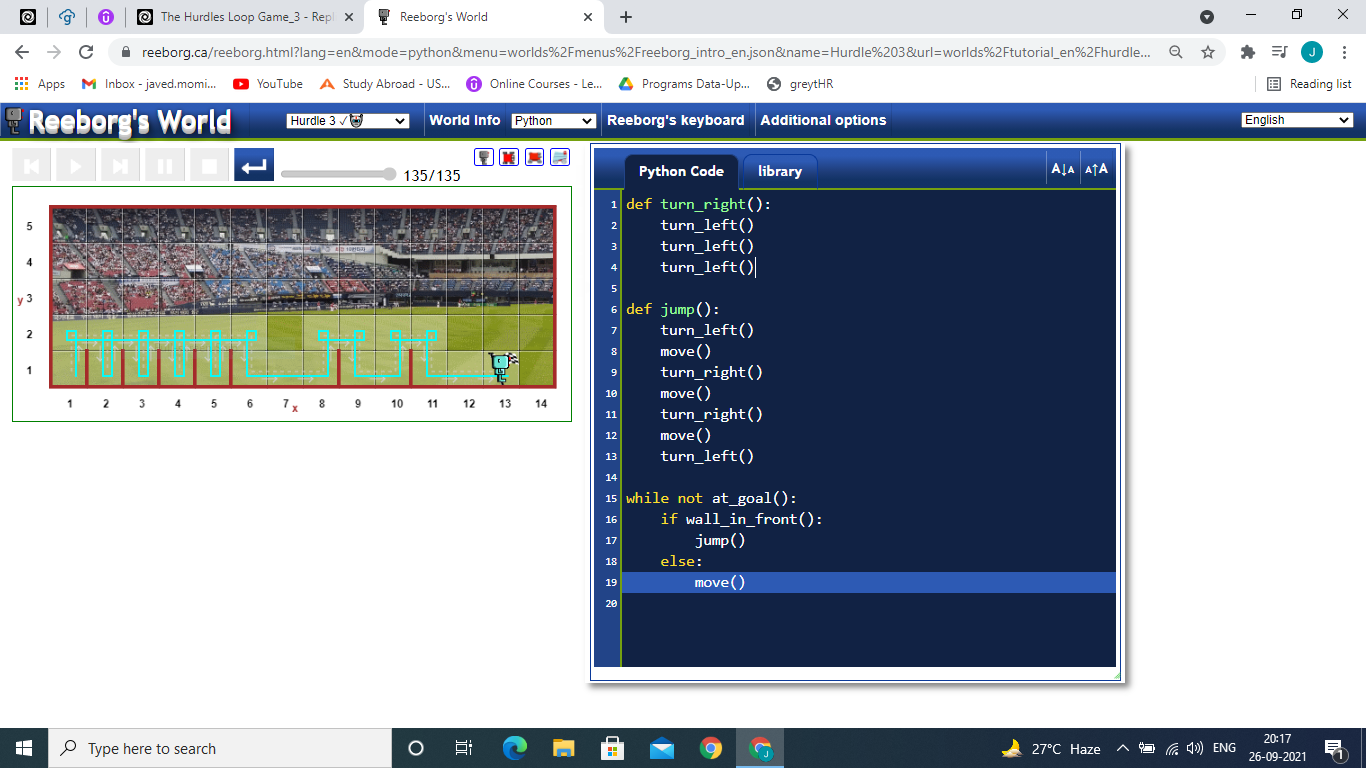 The Hurdles Loop Game_3 - Repl
Reeborg's World
reeborg.ca/reeborg.html?lang=en&mode=python&menu=worlds%2Fmenus%2Freeborg_intro_en.json&name=Hurdle%203&url=worlds%2Ftutorial_en%2Fhurdle...
J
Apps
Inbox - javed.momi...
YouTube
Study Abroad - US...
Online Courses - Le...
Programs Data-Up...
greytHR
Reading list
Reeborg's World
Hurdle 3 ✓
World Info
Python
Reeborg's keyboard
Additional options
English
135/135
5
4
y 3
2
1
1 2 3 4 5 6 7 8 9 10 11 12 13 14
x
Python Code
library
A↓A
A↑A
1 def turn_right():
2     turn_left()
3     turn_left()
4     turn_left()
5
6 def jump():
7     turn_left()
8     move()
9     turn_right()
10     move()
11     turn_right()
12     move()
13     turn_left()
14
15 while not at_goal():
16     if wall_in_front():
17         jump()
18     else:
19         move()
20
Type here to search
J
27°C Haze
ENG
20:17
26-09-2021
1